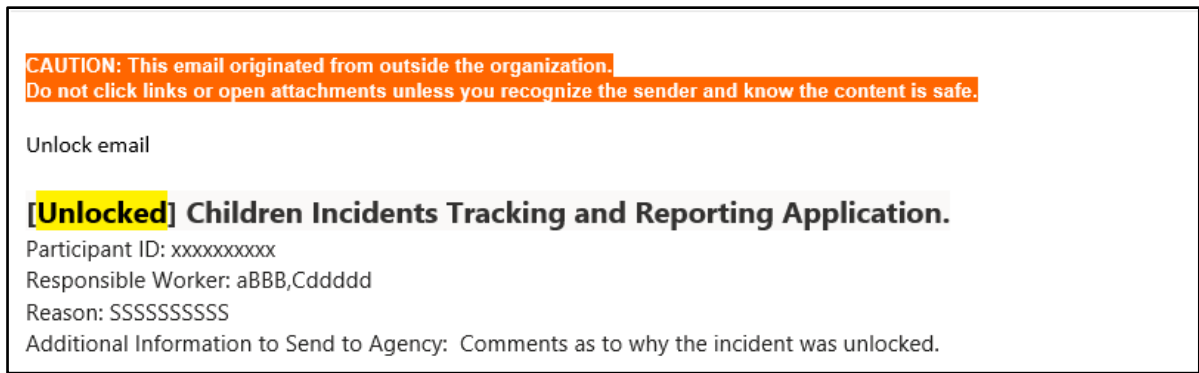 CAUTION: This email originated from outside the organization.
Do not click links or open attachments unless you recognize the sender and know the content is safe.
Unlock email
[Unlocked] Children Incidents Tracking and Reporting Application.
Participant ID: xxxxxxxxxx
Responsible Worker: aBBB,Cddddd
Reason: SSSSSSSSSS
Additional Information to Send to Agency:  Comments as to why the incident was unlocked.